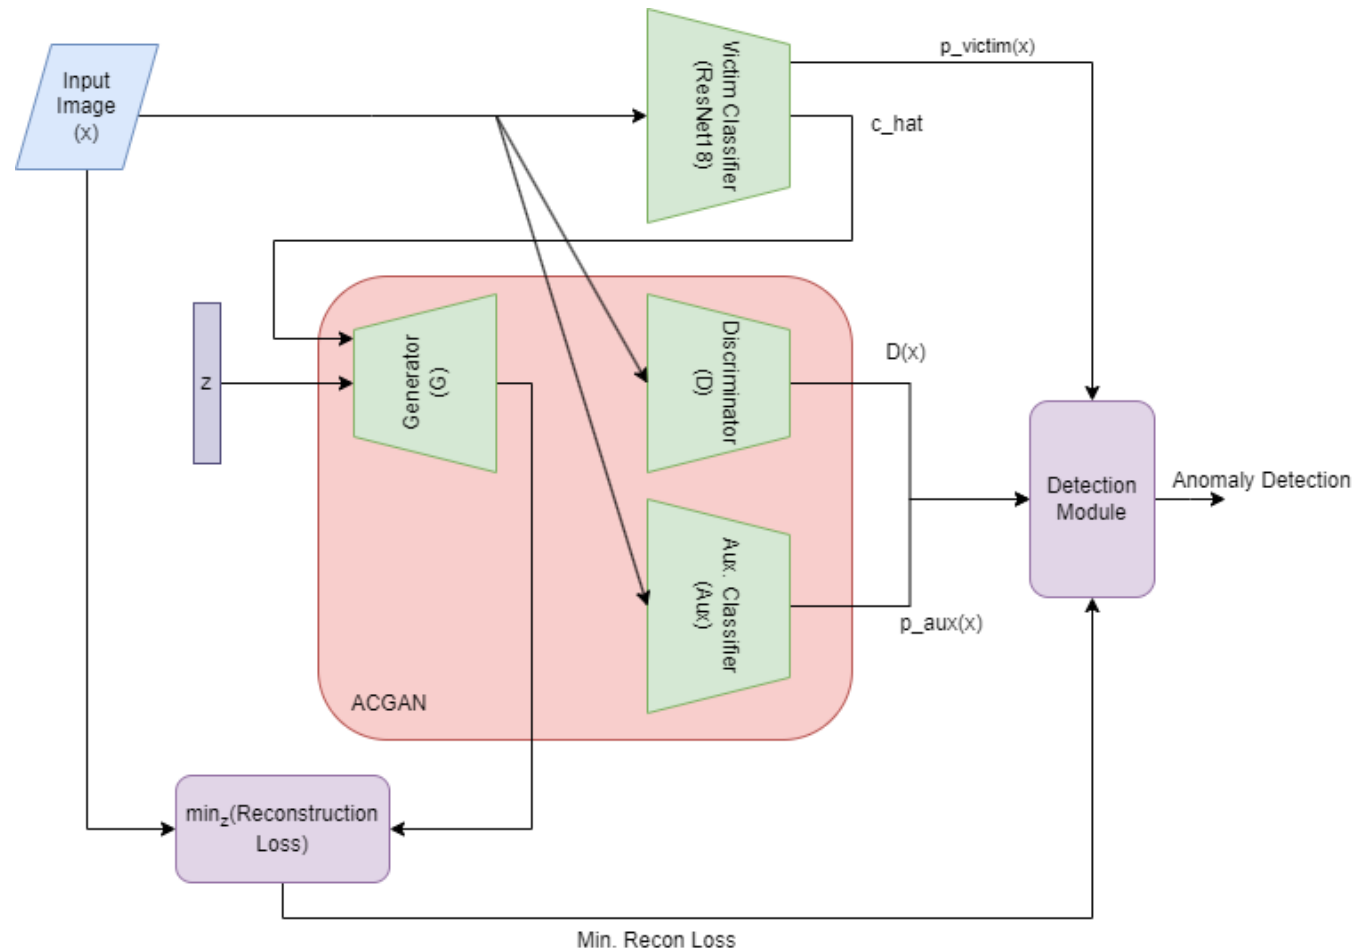 Input
Image
(x)
Victim Classifier
(ResNet18)
p_victim(x)
c_hat
z
Generator
(G)
Discriminator
(D)
D(x)
Aux. Classifier
(Aux)
p_aux(x)
ACGAN
Detection
Module
Anomaly Detection
minz(Reconstruction
Loss)
Min. Recon Loss